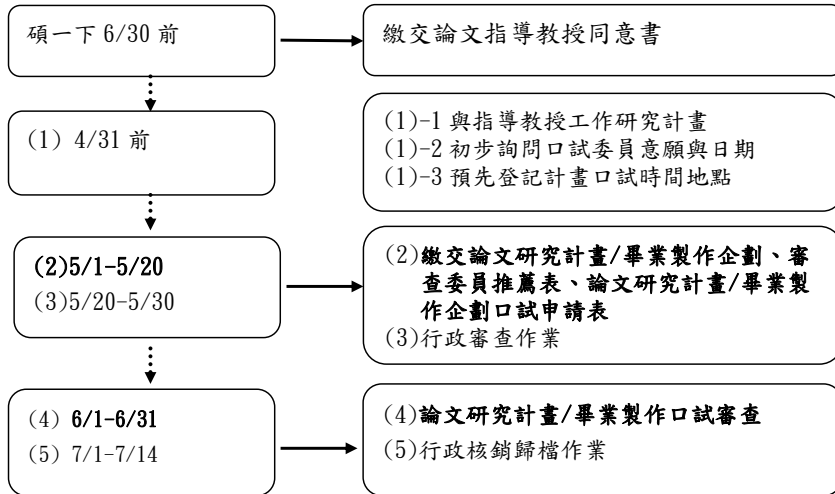 碩一下 6/30 前
繳交論文指導教授同意書
(1) 4/31 前
(1)-1 與指導教授工作研究計畫
(1)-2 初步詢問口試委員意願與日期
(1)-3 預先登記計畫口試時間地點
(2)5/1-5/20
(3)5/20-5/30
(2)繳交論文研究計畫/畢業製作企劃、審
查委員推薦表、論文研究計畫/畢業製
作企劃口試申請表
(3)行政審查作業
(4) 6/1-6/31
(5) 7/1-7/14
(4)論文研究計畫/畢業製作口試審查
(5)行政核銷歸檔作業